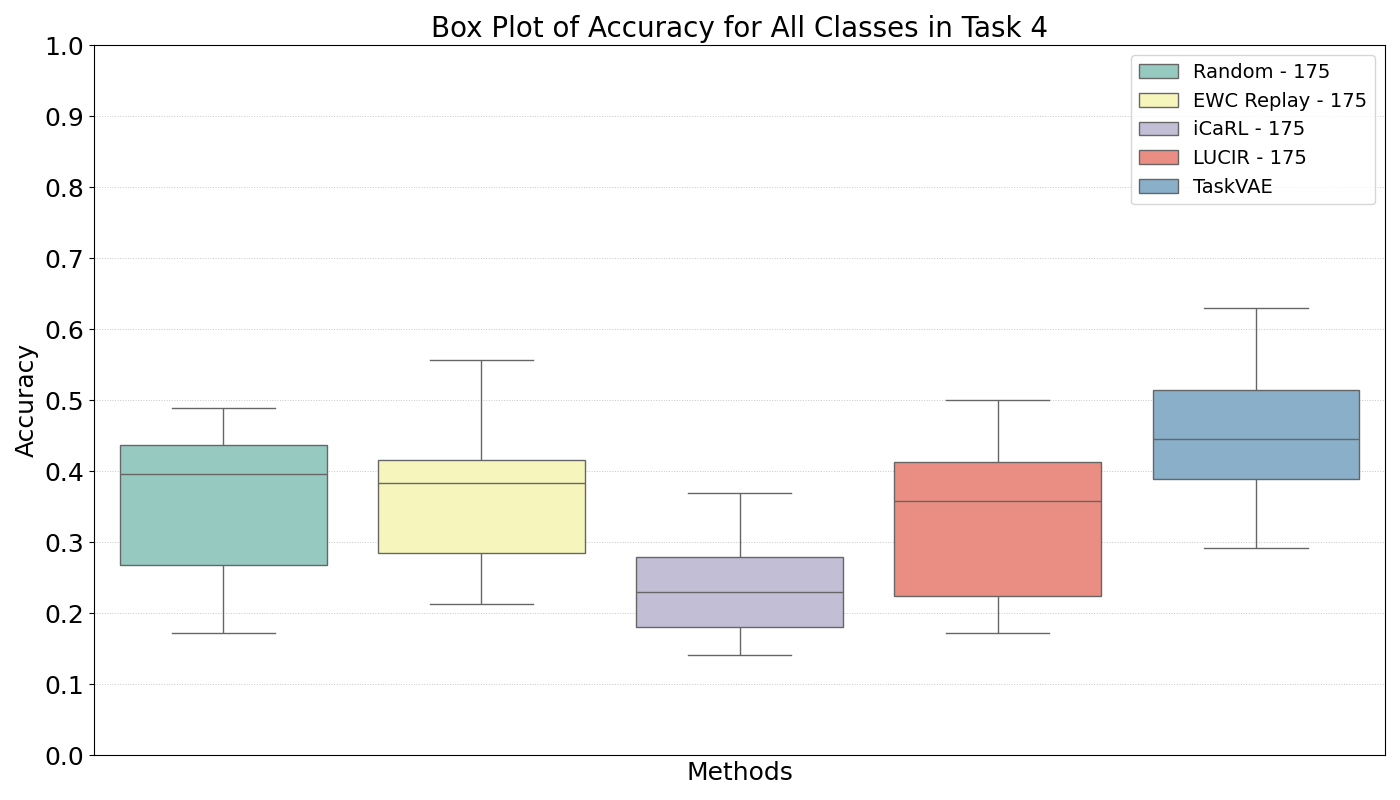 Box Plot of Accuracy for All Classes in Task 4
1.0
0.9
0.8
0.7
0.6
0.5
0.4
0.3
0.2
0.1
0.0
Accuracy
Methods
Random - 175
EWC Replay - 175
iCaRL - 175
LUCIR - 175
TaskVAE